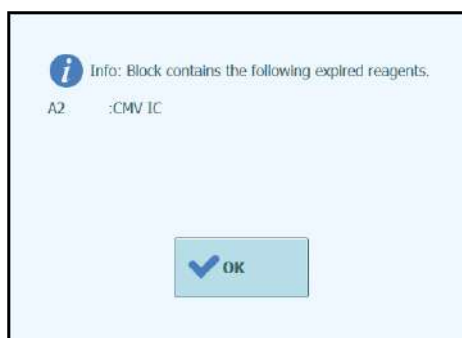 Info: Block contains the following expired reagents.
A2 :CMV IC
OK